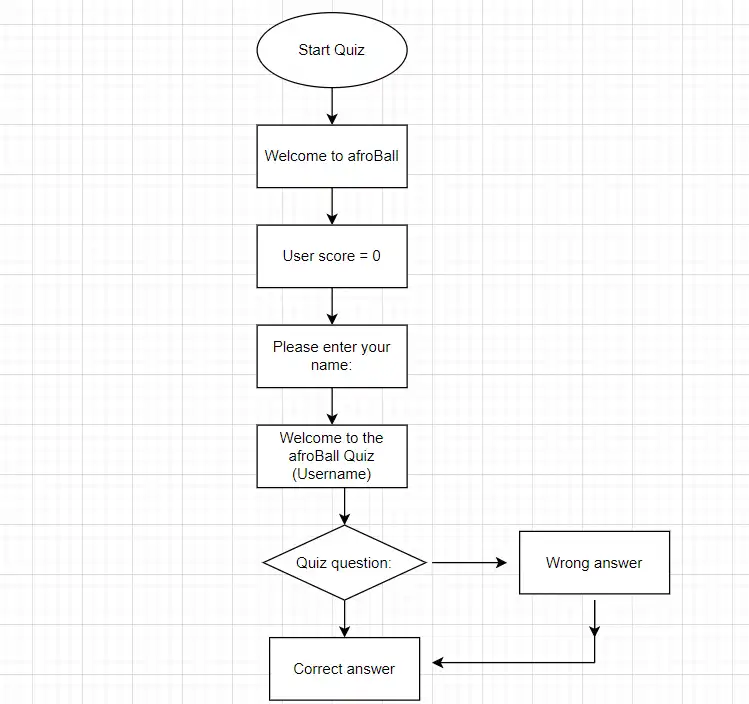 Start Quiz
Welcome to afroBall
User score = 0
Please enter your
name:
Welcome to the
afroBall Quiz
(Username)
Quiz question:
Wrong answer
Correct answer